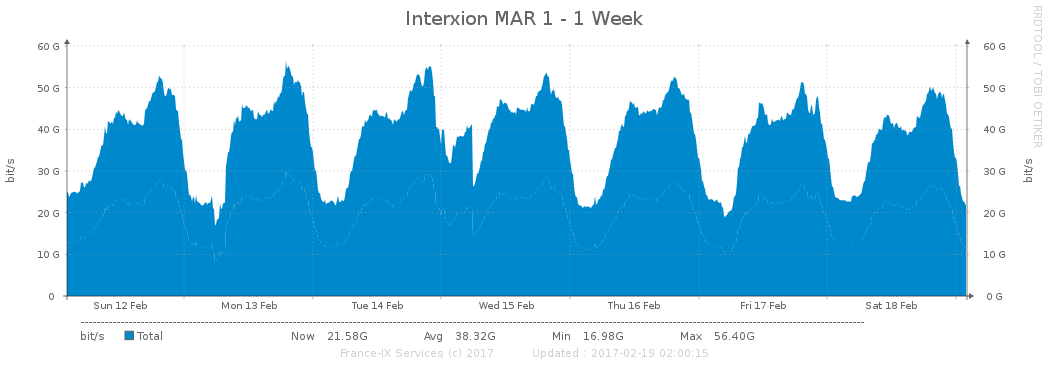 Interxion MAR 1 - 1 Week
RRDTOOL / TOBI OETIKER
60 G 60 G
50 G 50 G
40 G 40 G
30 G 30 G
20 G 20 G
10 G 10 G
0 0 G
bit/s
bit/s
Sun 12 Feb Mon 13 Feb Tue 14 Feb Wed 15 Feb Thu 16 Feb Fri 17 Feb Sat 18 Feb
bit/s Total Now 21.58G Avg 38.32G Min 16.98G Max 56.40G
France-IX Services (c) 2017 Updated : 2017-02-19 02:00:15